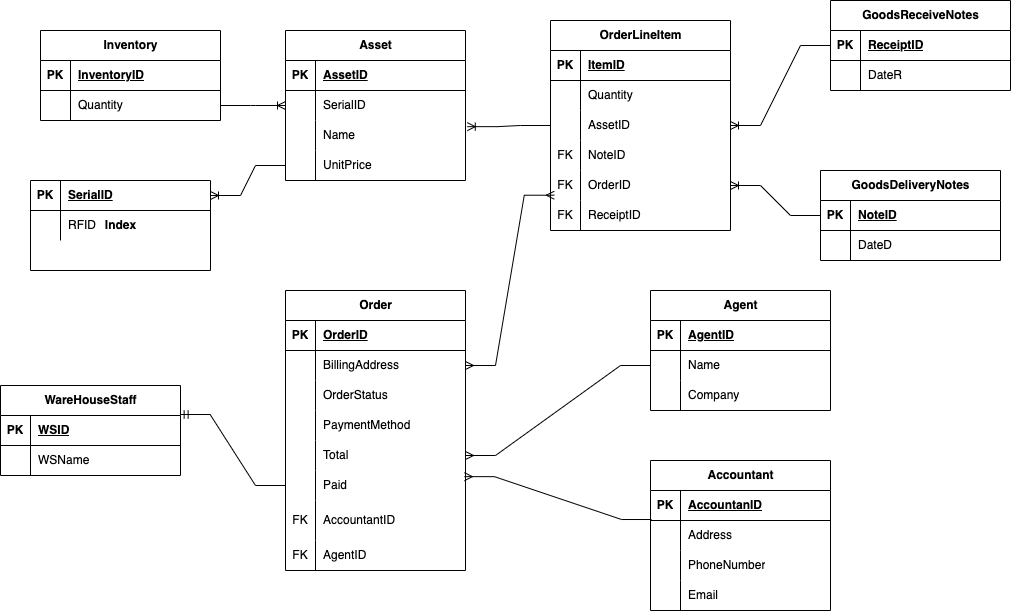 Inventory
PK InventoryID
Quantity
Asset
PK AssetID
SerialID
Name
UnitPrice
OrderLineItem
PK ItemID
Quantity
AssetID
FK NoteID
FK OrderID
FK ReceiptID
GoodsReceiveNotes
PK ReceiptID
DateR
PK SerialID
RFID Index
GoodsDeliveryNotes
PK NoteID
DateD
Order
PK OrderID
BillingAddress
OrderStatus
PaymentMethod
Total
Paid
FK AccountantID
FK AgentID
Agent
PK AgentID
Name
Company
WareHouseStaff
PK WSID
WSName
Accountant
PK AccountanID
Address
PhoneNumber
Email